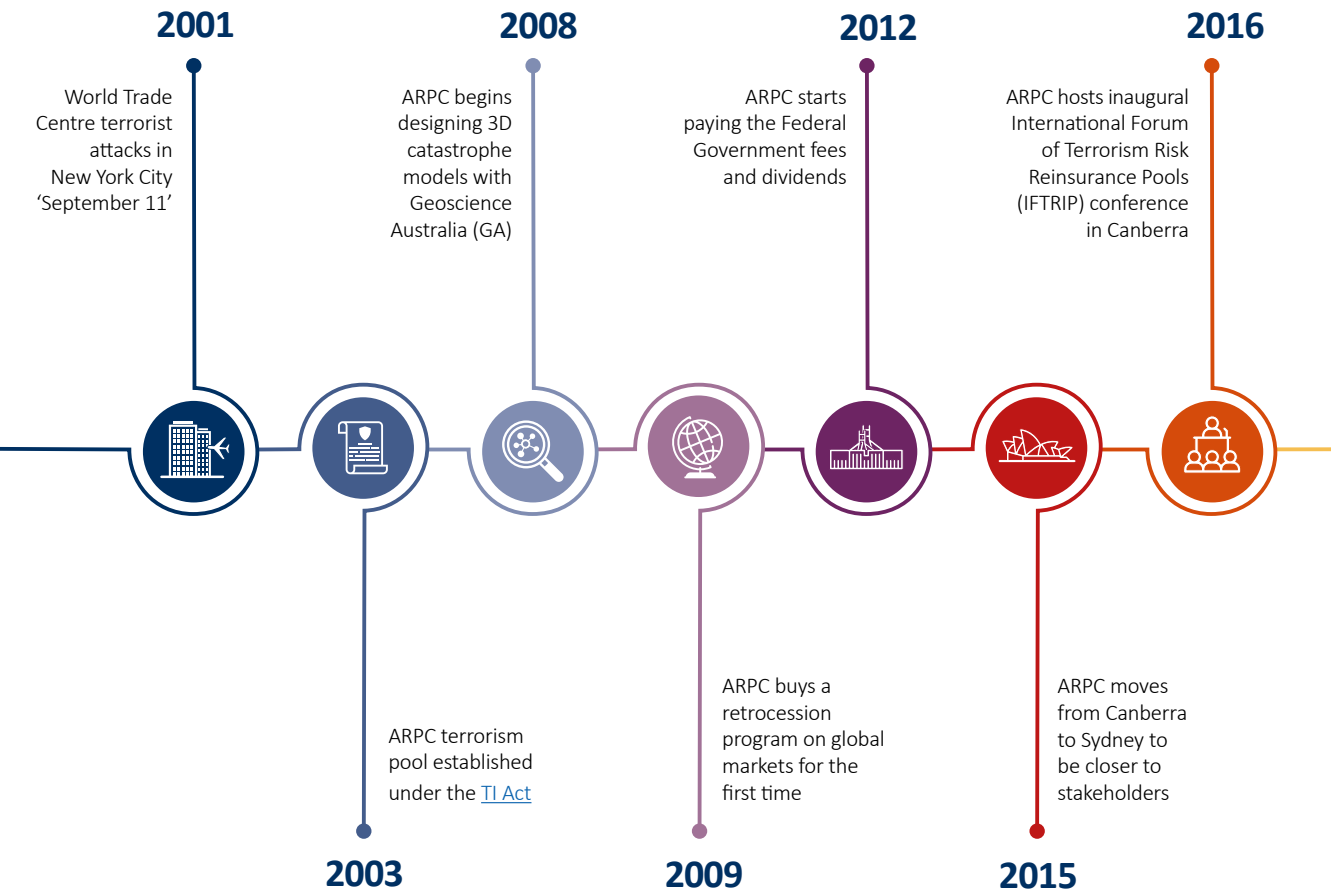 2001
World Trade
Centre terrorist
attacks in
New York City
‘September 11’
2003
ARPC terrorism
pool established
under the TI Act
2008
ARPC begins
designing 3D
catastrophe
models with
Geoscience
Australia (GA)
2009
ARPC buys a
retrocession
program on global
markets for the
first time
2012
ARPC starts
paying the Federal
Government fees
and dividends
2015
ARPC moves
from Canberra
to Sydney to
be closer to
stakeholders
2016
ARPC hosts inaugural
International Forum
of Terrorism Risk
Reinsurance Pools
(IFTRIP) conference
in Canberra